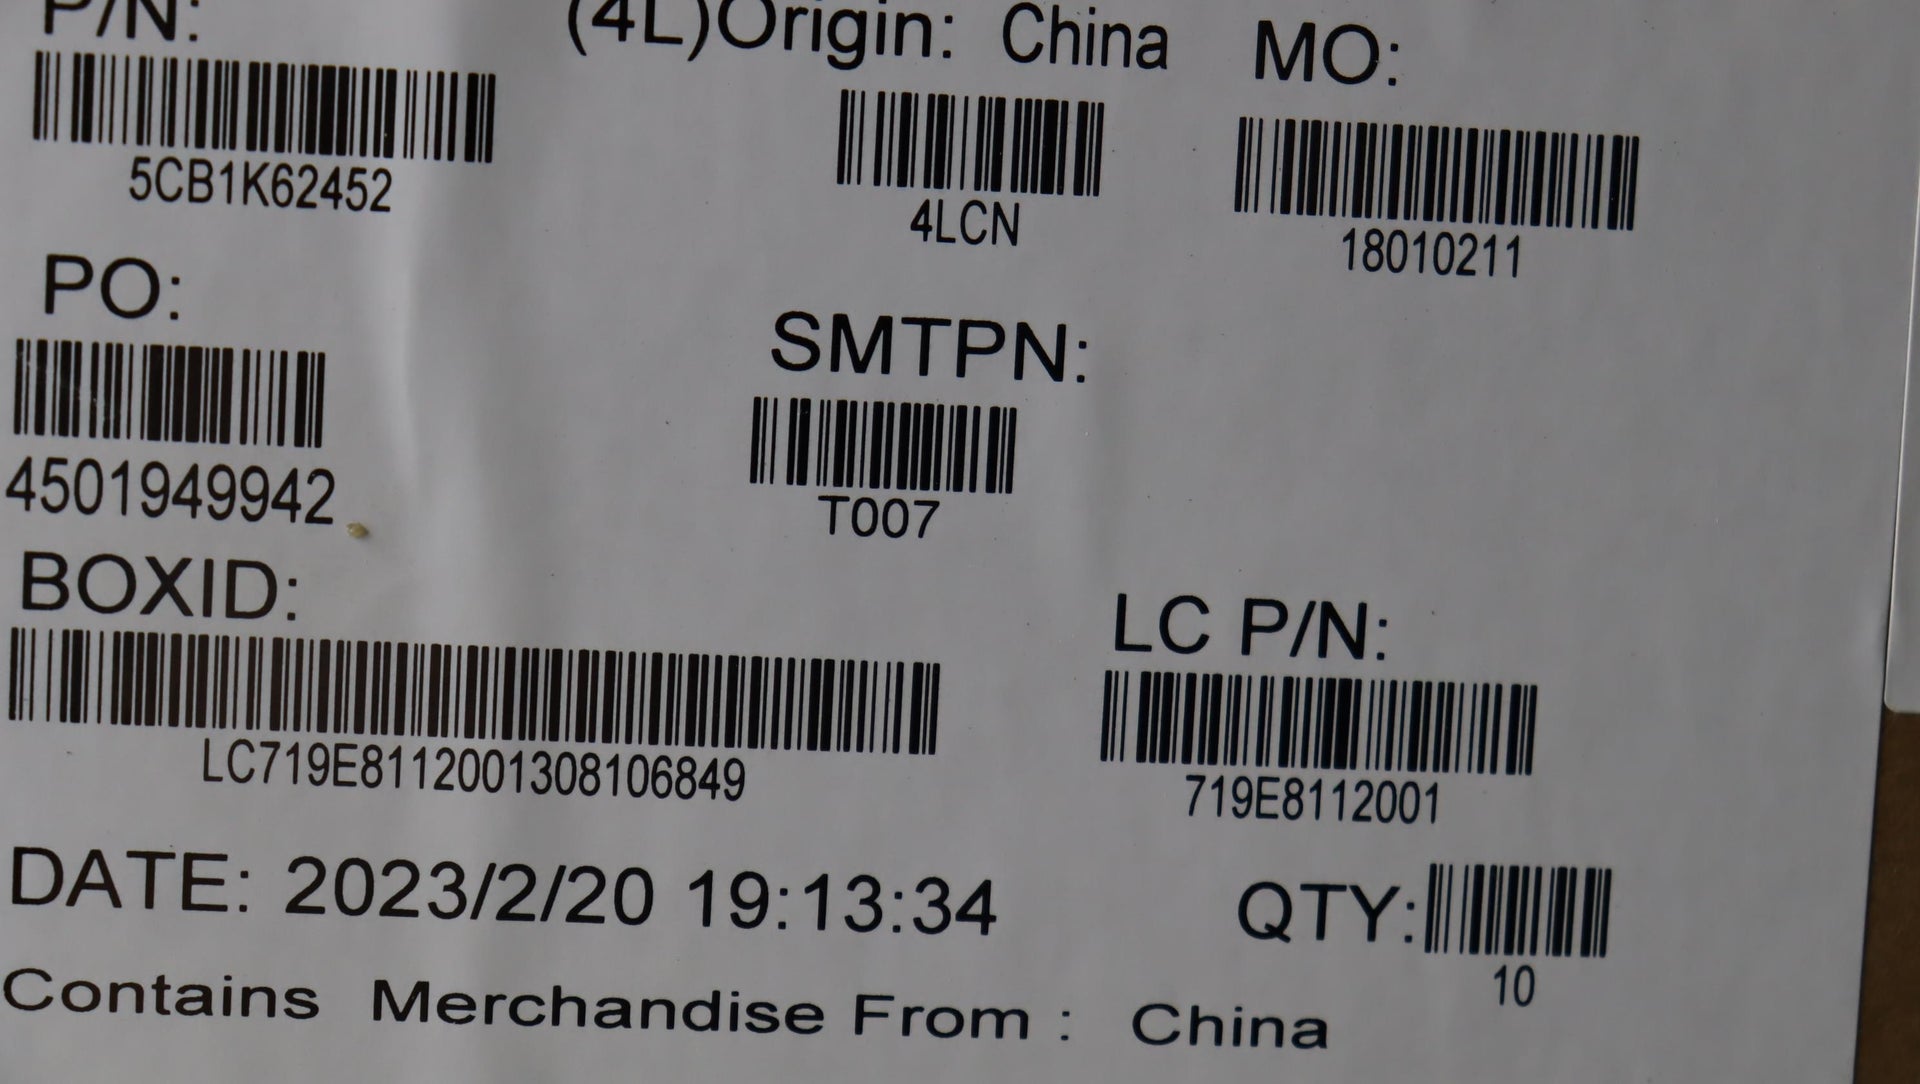 P/N: (4L)Origin: China MO:
5CB1K62452 4LCN 18010211
PO: SMTPN:
4501949942 T007
BOXID: LC P/N:
LC719E8112001308106849 719E8112001
DATE: 2023/2/20 19:13:34 QTY:
10
Contains Merchandise From : China